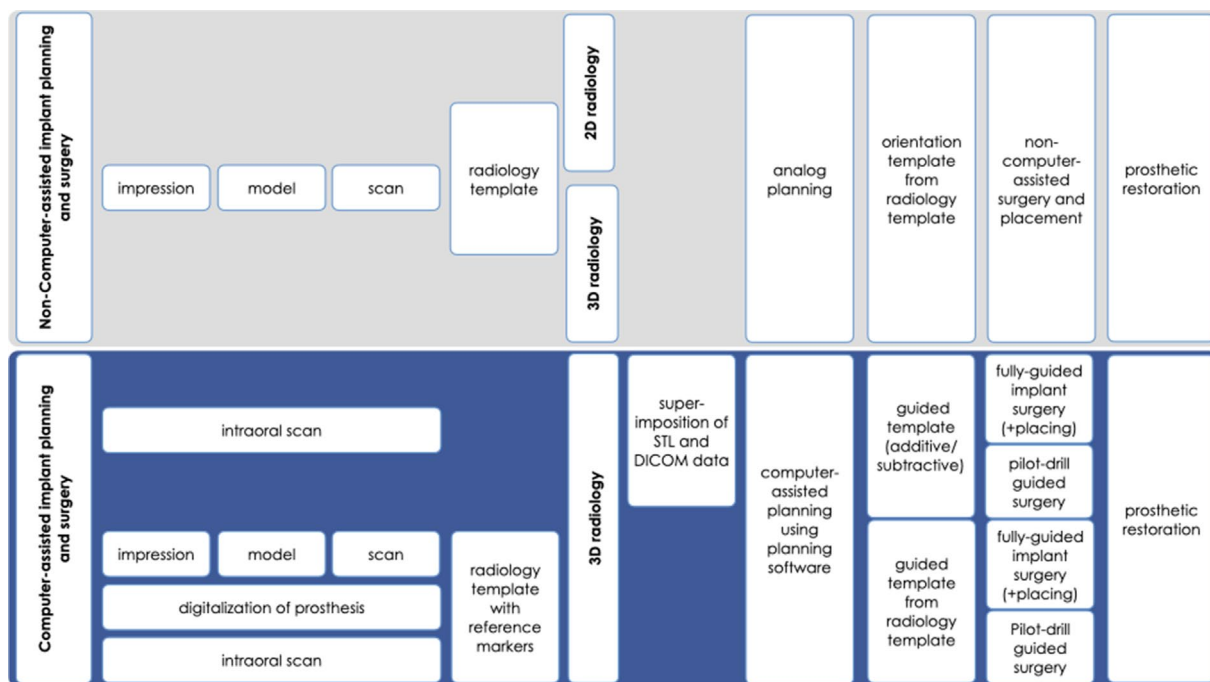 Non-Computer-assisted implant planning
and surgery
impression
model
scan
radiology
template
2D radiology
3D radiology
analog
planning
orientation
template
from
radiology
template
non-
computer-
assisted
surgery and
placement
prosthetic
restoration
Computer-assisted implant planning
and surgery
intraoral scan
impression
model
scan
digitalization of prosthesis
intraoral scan
radiology
template
with
reference
markers
3D radiology
super-
imposition of
STL and
DICOM data
computer-
assisted
planning
using
planning
software
guided
template
(additive/
subtractive)
guided
template
from
radiology
template
fully-guided
implant
surgery
(+placing)
pilot-drill
guided
surgery
fully-guided
implant
surgery
(+placing)
Pilot-drill
guided
surgery
prosthetic
restoration